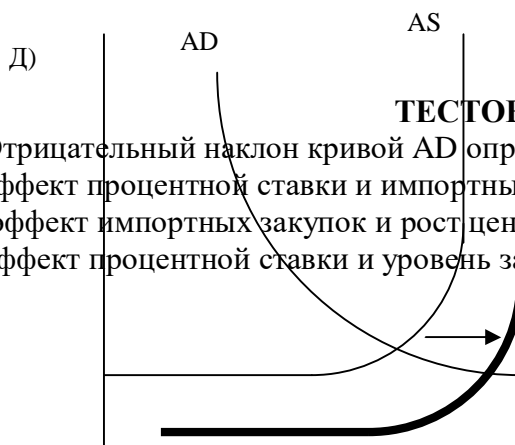 AS
AD
Д)
ТЕСТОВ
Отрицательный наклон кривой AD опр
эффект процентной ставки и импортны
эффект импортных закупок и рост цен
эффект процентной ставки и уровень за